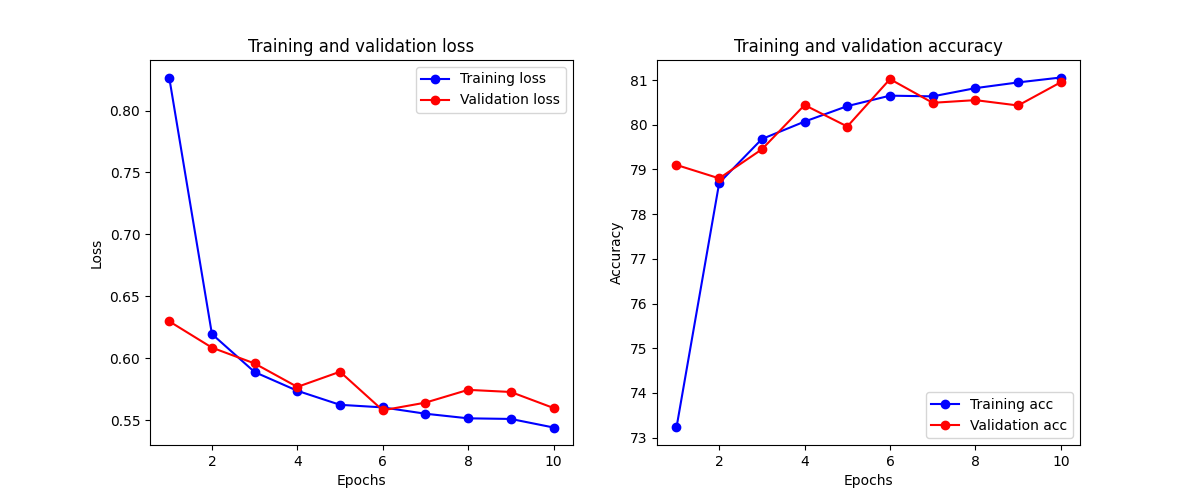 Training and validation loss
Training loss
Validation loss
0.80
0.75
0.70
0.65
0.60
0.55
Loss
2 4 6 8 10
Epochs
Training and validation accuracy
81
80
79
78
77
76
75
74
73
Accuracy
Training acc
Validation acc
2 4 6 8 10
Epochs